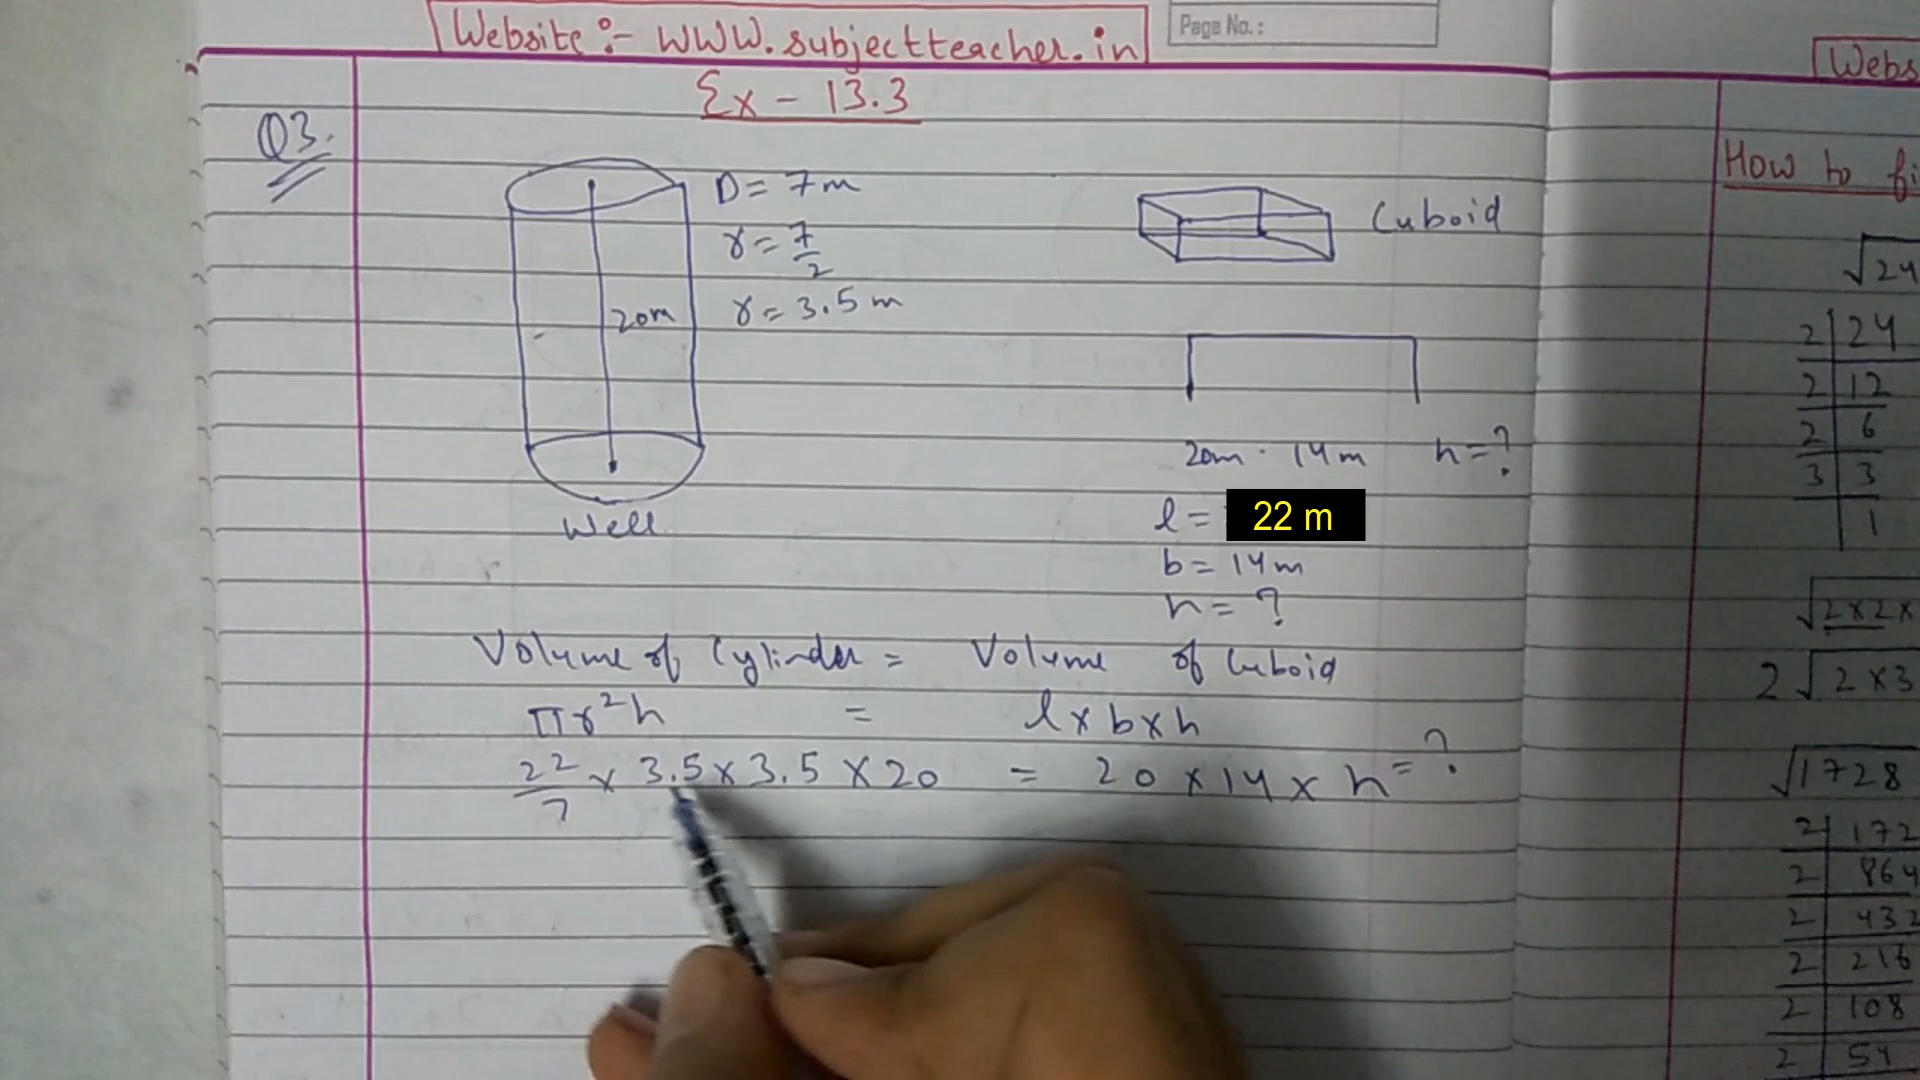 Website :- WWW.subjectteacher.in
Page No. :
Ex - 13.3
Q3.
D = 7m
r = 7/2
r = 3.5 m
20m
Well
Cuboid
20m · 14m h = ?
l = 22 m
b = 14m
h = ?
Volume of Cylinder = Volume of Cuboid
πr²h = l x b x h
22/7 x 3.5 x 3.5 x 20 = 20 x 14 x h = ?
Webs
How to fi
√24
2 | 24
2 | 12
2 | 6
3 | 3
1
√2x2x
2√2x3
√1728
2 | 172
2 | 864
2 | 432
2 | 216
2 | 108
2 | 54